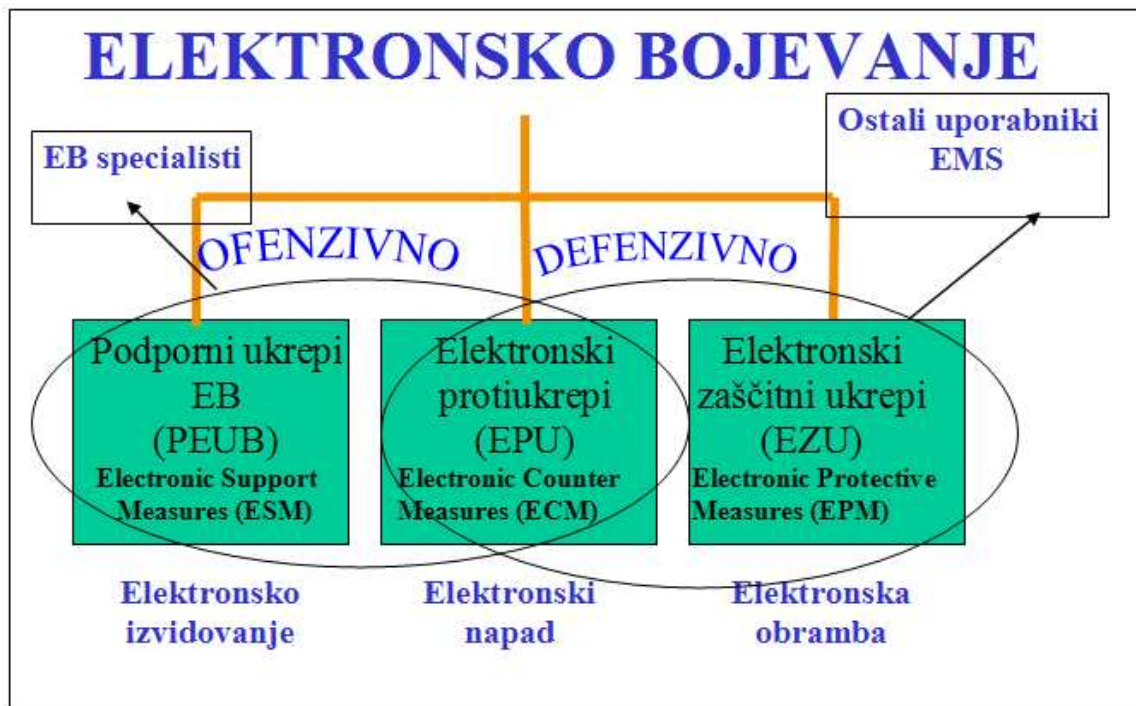 ELEKTRONSKO BOJEVANJE
EB specialisti
Ostali uporabniki
EMS
OFENZIVNO
DEFENZIVNO
Podporni ukrepi
EB
(PEUB)
Electronic Support
Measures (ESM)
Elektronski
protiukrepi
(EPU)
Electronic Counter
Measures (ECM)
Elektronski
zaščitni ukrepi
(EZU)
Electronic Protective
Measures (EPM)
Elektronsko
izvidovanje
Elektronski
napad
Elektronska
obramba